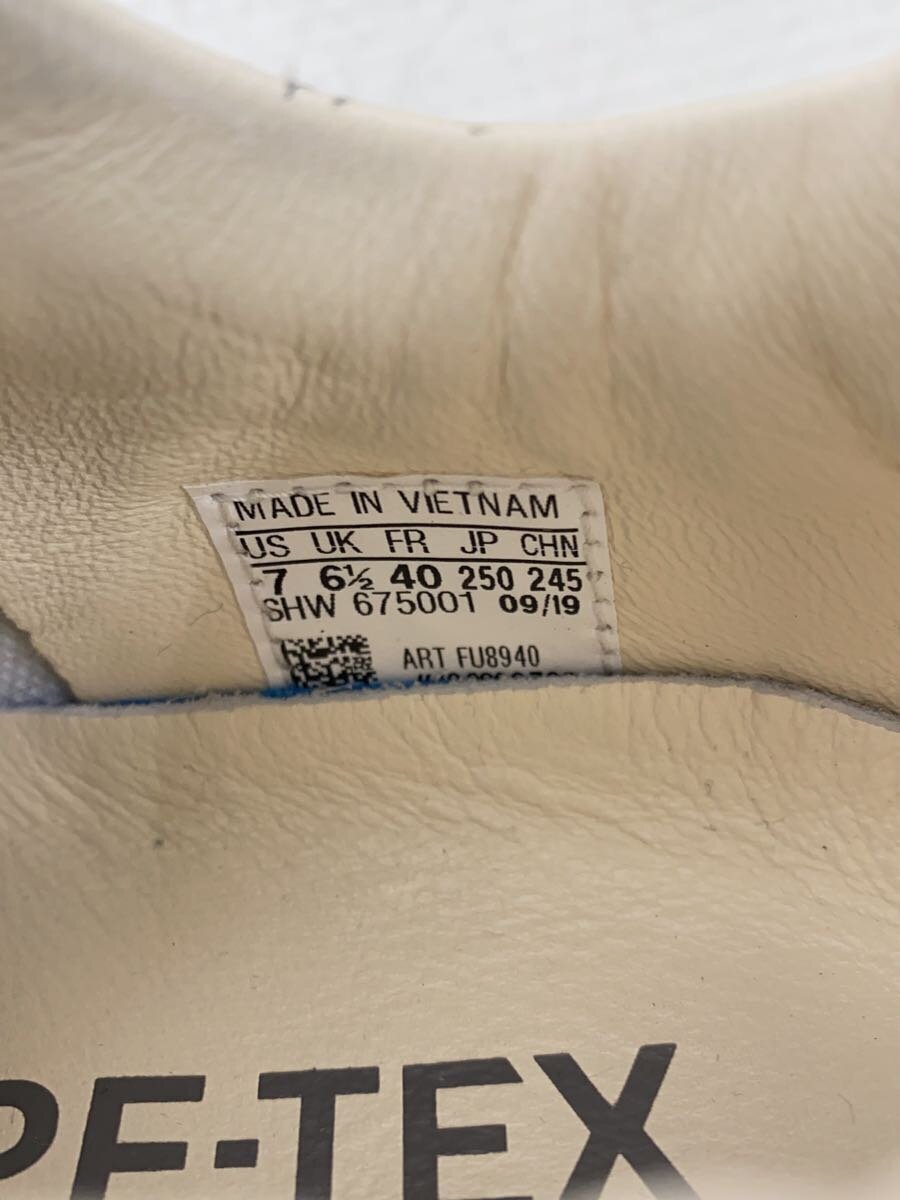 MADE IN VIETNAM
US UK FR JP CHN
7 6½ 40 250 245
SHW 675001 09/19
ART FU8940
-TEX